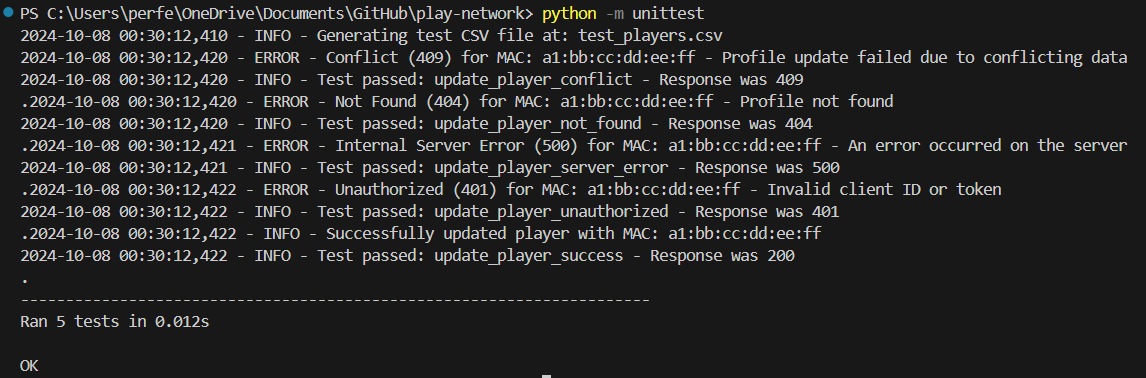 PS C:\Users\perfe\OneDrive\Documents\GitHub\play-network> python -m unittest
2024-10-08 00:30:12,410 - INFO - Generating test CSV file at: test_players.csv
2024-10-08 00:30:12,420 - ERROR - Conflict (409) for MAC: a1:bb:cc:dd:ee:ff - Profile update failed due to conflicting data
2024-10-08 00:30:12,420 - INFO - Test passed: update_player_conflict - Response was 409
.2024-10-08 00:30:12,420 - ERROR - Not Found (404) for MAC: a1:bb:cc:dd:ee:ff - Profile not found
2024-10-08 00:30:12,420 - INFO - Test passed: update_player_not_found - Response was 404
.2024-10-08 00:30:12,421 - ERROR - Internal Server Error (500) for MAC: a1:bb:cc:dd:ee:ff - An error occurred on the server
2024-10-08 00:30:12,421 - INFO - Test passed: update_player_server_error - Response was 500
.2024-10-08 00:30:12,422 - ERROR - Unauthorized (401) for MAC: a1:bb:cc:dd:ee:ff - Invalid client ID or token
2024-10-08 00:30:12,422 - INFO - Test passed: update_player_unauthorized - Response was 401
.2024-10-08 00:30:12,422 - INFO - Successfully updated player with MAC: a1:bb:cc:dd:ee:ff
2024-10-08 00:30:12,422 - INFO - Test passed: update_player_success - Response was 200
.
----------------------------------------------------------------------
Ran 5 tests in 0.012s

OK